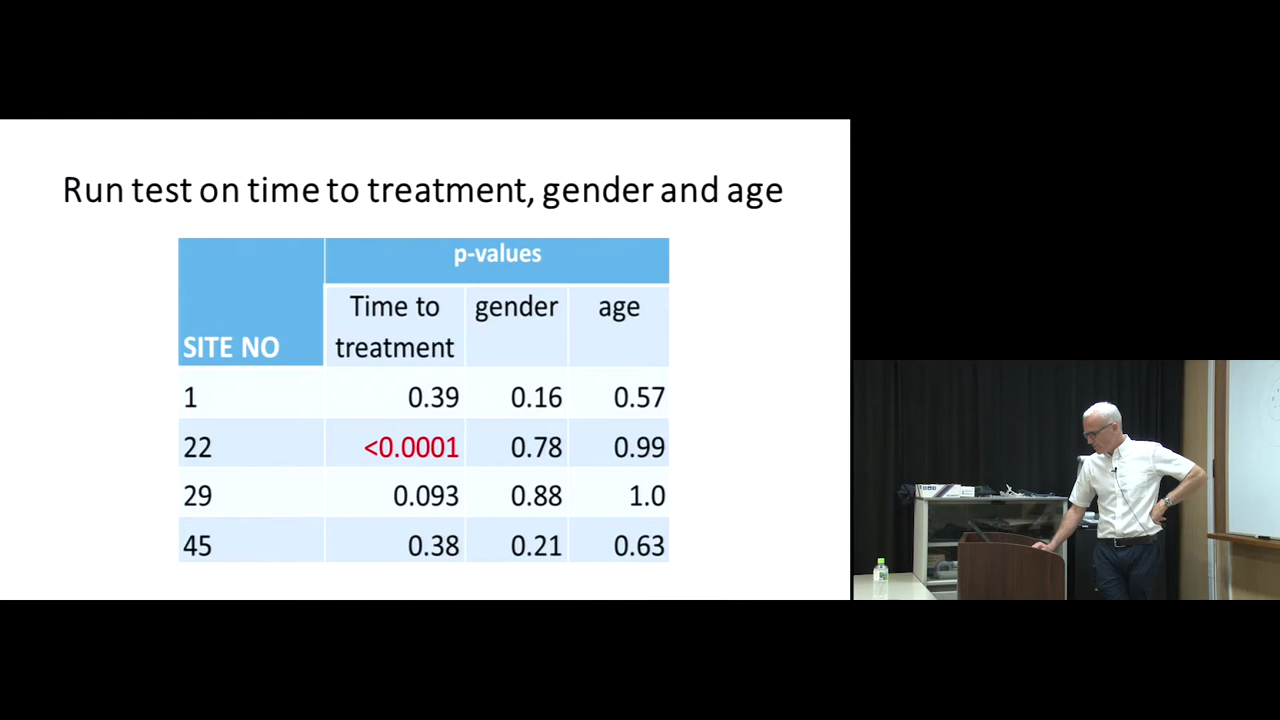 Run test on time to treatment, gender and age
p-values
SITE NO Time to treatment gender age
1 0.39 0.16 0.57
22 <0.0001 0.78 0.99
29 0.093 0.88 1.0
45 0.38 0.21 0.63